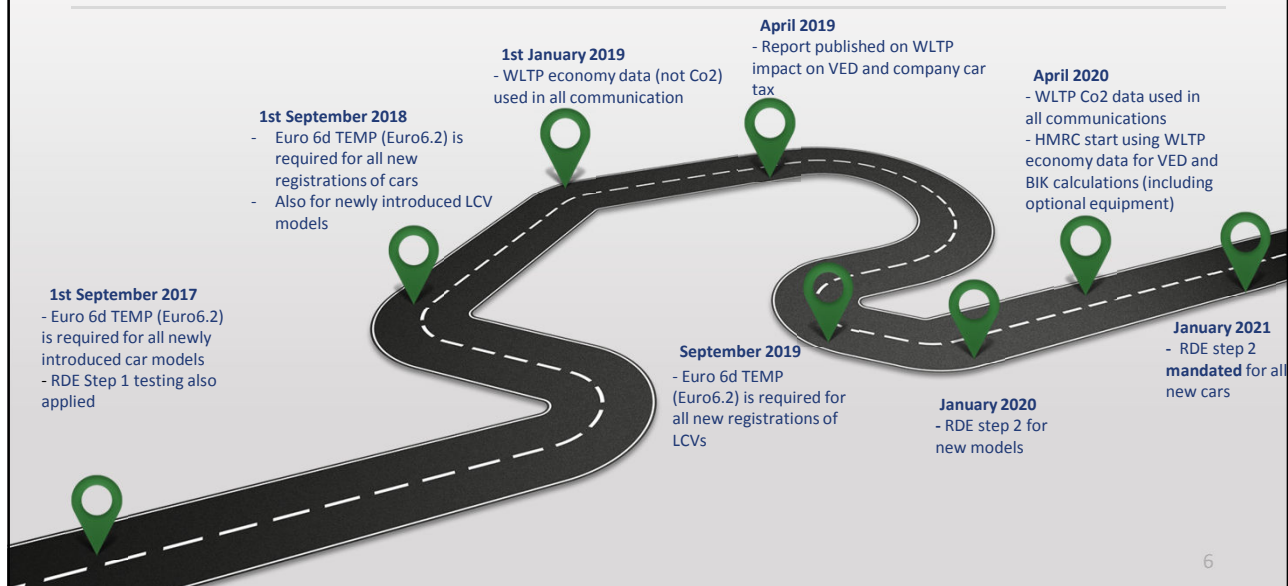 1st September 2017
- Euro 6d TEMP (Euro6.2)
is required for all newly
introduced car models
- RDE Step 1 testing also
applied
1st September 2018
- Euro 6d TEMP (Euro6.2) is
required for all new
registrations of cars
- Also for newly introduced LCV
models
1st January 2019
- WLTP economy data (not Co2)
used in all communication
April 2019
- Report published on WLTP
impact on VED and company car
tax
September 2019
- Euro 6d TEMP
(Euro6.2) is required for
all new registrations of
LCVs
January 2020
- RDE step 2 for
new models
April 2020
- WLTP Co2 data used in
all communications
- HMRC start using WLTP
economy data for VED and
BIK calculations (including
optional equipment)
January 2021
- RDE step 2
mandated for all
new cars
6